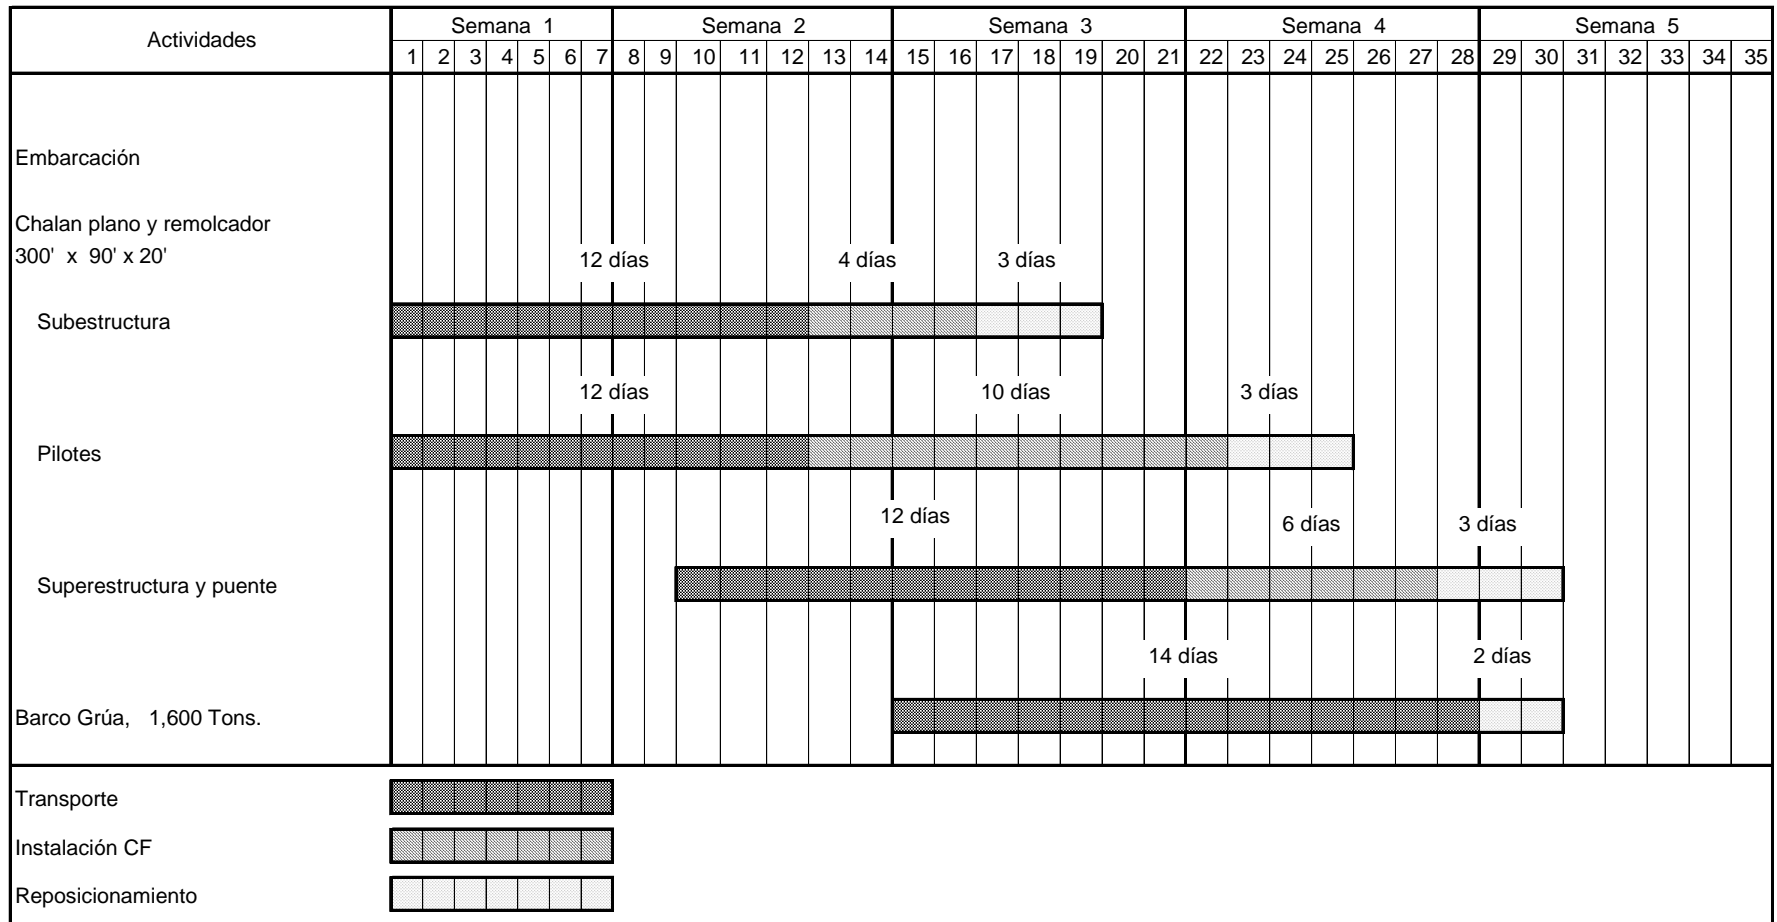 Actividades
Semana 1 Semana 2 Semana 3 Semana 4 Semana 5
1 2 3 4 5 6 7 8 9 10 11 12 13 14 15 16 17 18 19 20 21 22 23 24 25 26 27 28 29 30 31 32 33 34 35
Embarcación
Chalan plano y remolcador
300' x 90' x 20'
12 días 4 días 3 días
Subestructura
12 días 10 días 3 días
Pilotes
12 días 6 días 3 días
Superestructura y puente
14 días 2 días
Barco Grúa, 1,600 Tons.
Transporte
Instalación CF
Reposicionamiento